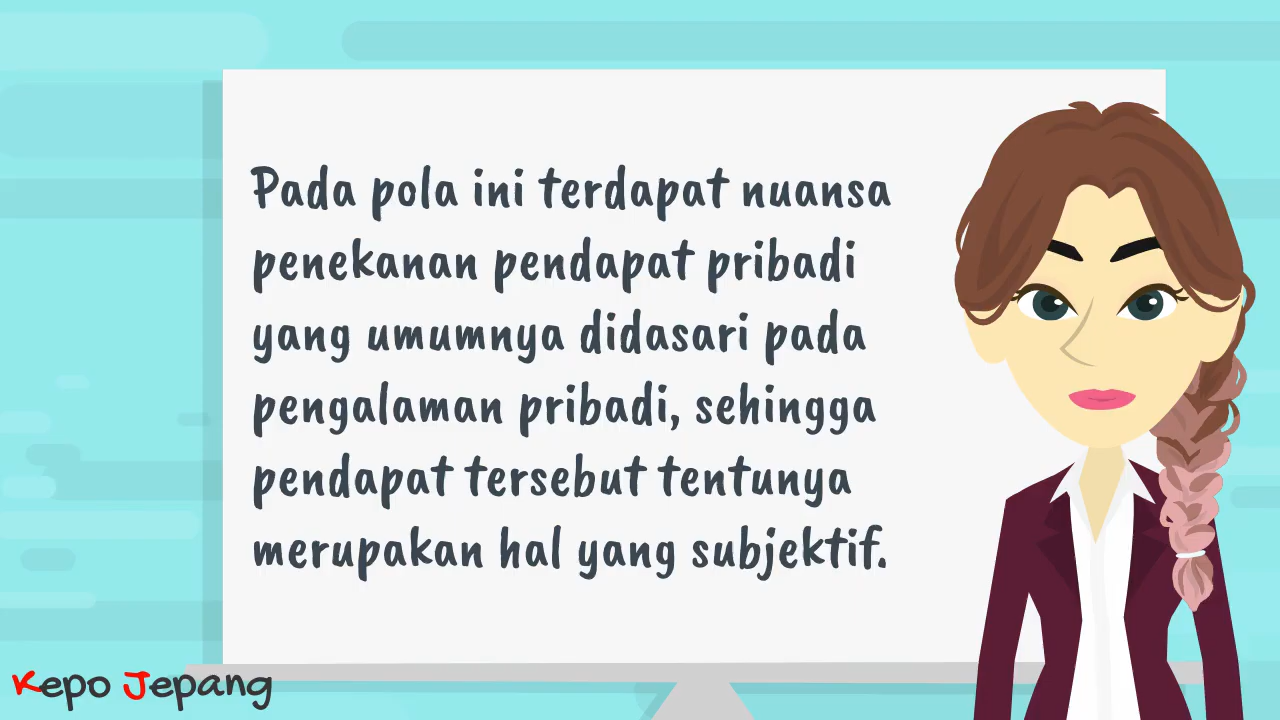 Pada pola ini terdapat nuansa
penekanan pendapat pribadi
yang umumnya didasari pada
pengalaman pribadi, sehingga
pendapat tersebut tentunya
merupakan hal yang subjektif.
Kepo Jepang